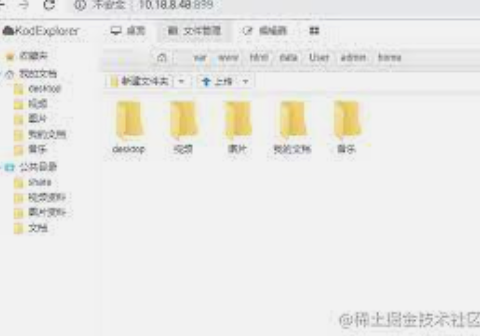 不安全 10.18.8.48:899
KodExplorer 桌面 文件管理 编辑器
var www html data User admin home
新建文件夹 上传
收藏夹
我的文档
desktop
视频
图片
我的文档
音乐
公共目录
share
视频资料
图片资料
文档
desktop 视频 图片 我的文档 音乐
@稀土掘金技术社区